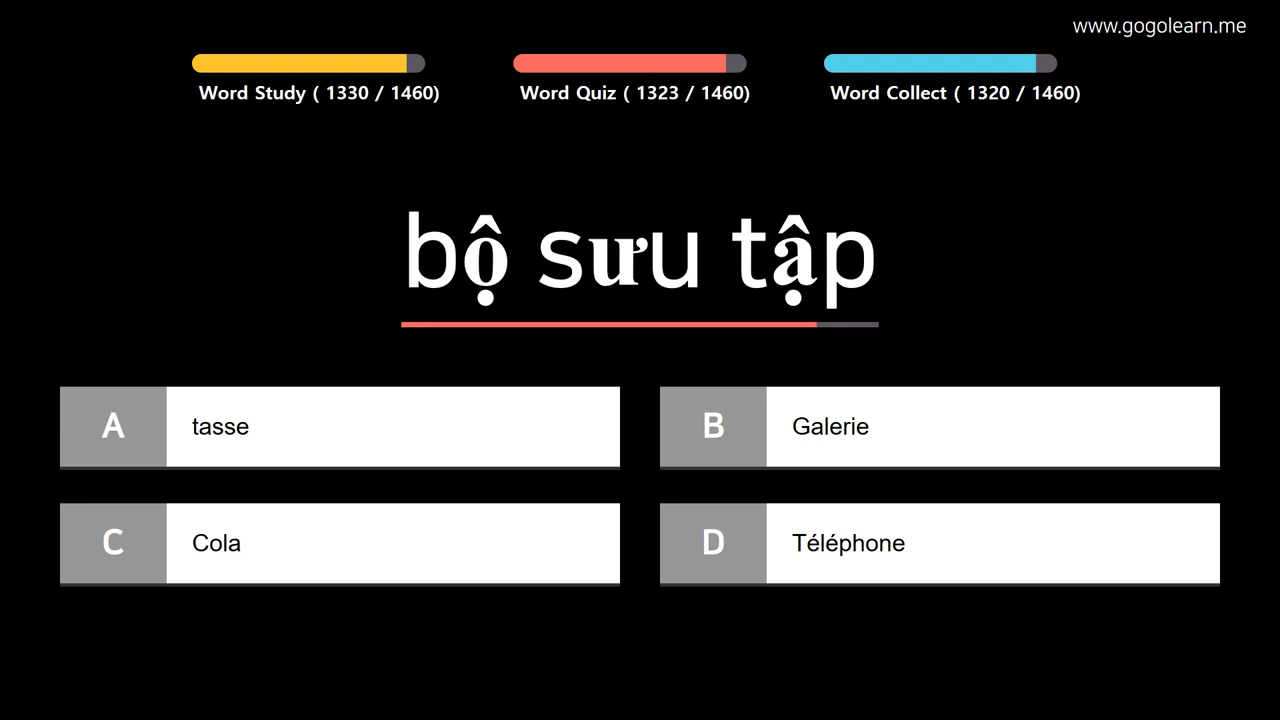 www.gogolearn.me
Word Study ( 1330 / 1460)
Word Quiz ( 1323 / 1460)
Word Collect ( 1320 / 1460)
bộ sưu tập
A tasse
B Galerie
C Cola
D Téléphone